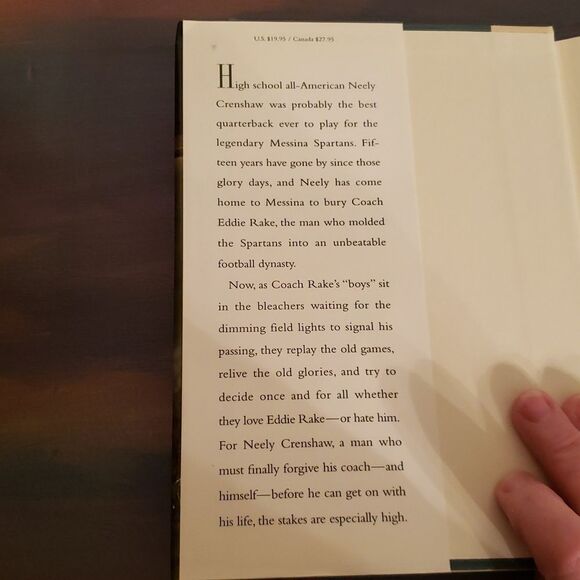 U.S. $19.95 / Canada $27.95
High school all-American Neely
Crenshaw was probably the best
quarterback ever to play for the
legendary Messina Spartans. Fif-
teen years have gone by since those
glory days, and Neely has come
home to Messina to bury Coach
Eddie Rake, the man who molded
the Spartans into an unbeatable
football dynasty.
Now, as Coach Rake's "boys" sit
in the bleachers waiting for the
dimming field lights to signal his
passing, they replay the old games,
relive the old glories, and try to
decide once and for all whether
they love Eddie Rake—or hate him.
For Neely Crenshaw, a man who
must finally forgive his coach—and
himself—before he can get on with
his life, the stakes are especially high.